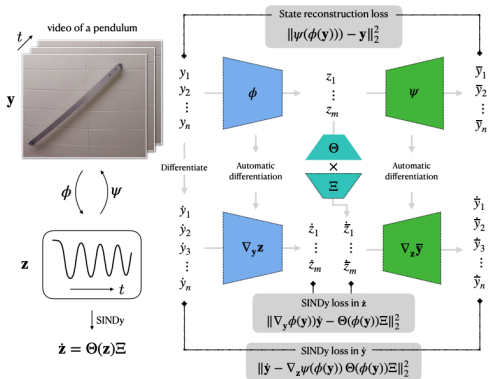 t
video of a pendulum
y
ϕ ψ
z
t
SINDy
ż = Θ(z)Ξ
State reconstruction loss
‖ψ(ϕ(y))) − y‖₂²
y₁
y₂
⋮
yₙ
ϕ
z₁
⋮
zₘ
ψ
ȳ₁
ȳ₂
⋮
ȳₙ
Θ
×
Ξ
Differentiate
Automatic
differentiation
Automatic
differentiation
ẏ₁
ẏ₂
ẏ₃
⋮
ẏₙ
∇_y z
ż₁
⋮
żₘ
z̄̇₁
⋮
z̄̇ₘ
∇_z ȳ
ȳ̇₁
ȳ̇₂
ȳ̇₃
⋮
ȳ̇ₙ
SINDy loss in ż
‖∇_yϕ(y))ẏ − Θ(ϕ(y))Ξ‖₂²
SINDy loss in ẏ
‖ẏ − ∇_zψ(ϕ(y)) Θ(ϕ(y))Ξ‖₂²